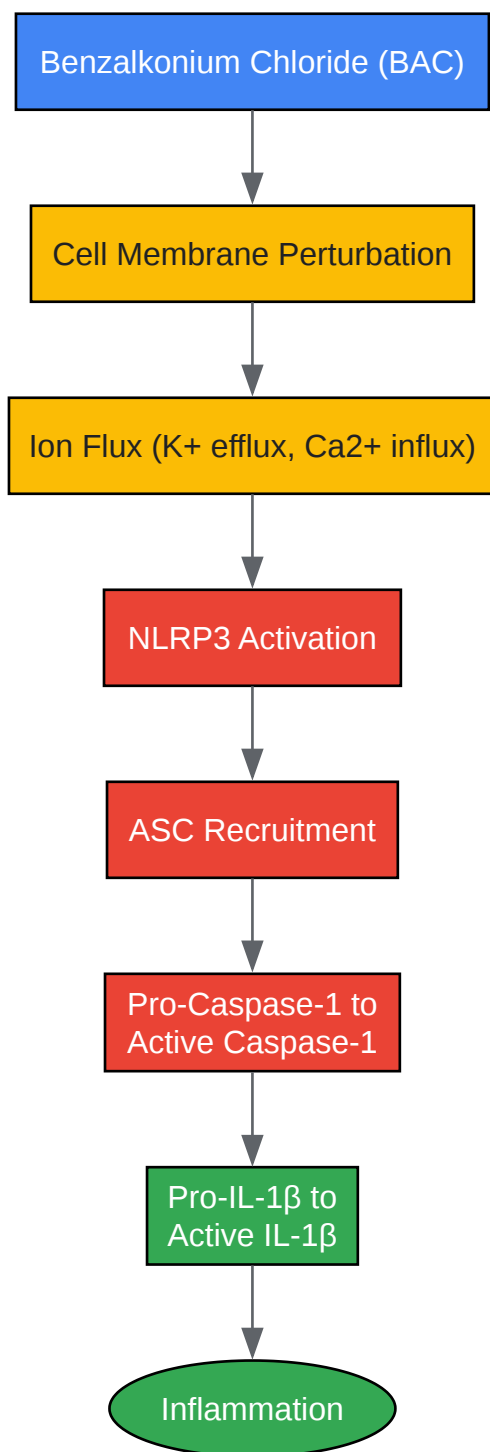 Benzalkonium Chloride (BAC)
Cell Membrane Perturbation
Ion Flux (K+ efflux, Ca2+ influx)
NLRP3 Activation
ASC Recruitment
Pro-Caspase-1 to
Active Caspase-1
Pro-IL-1β to
Active IL-1β
Inflammation